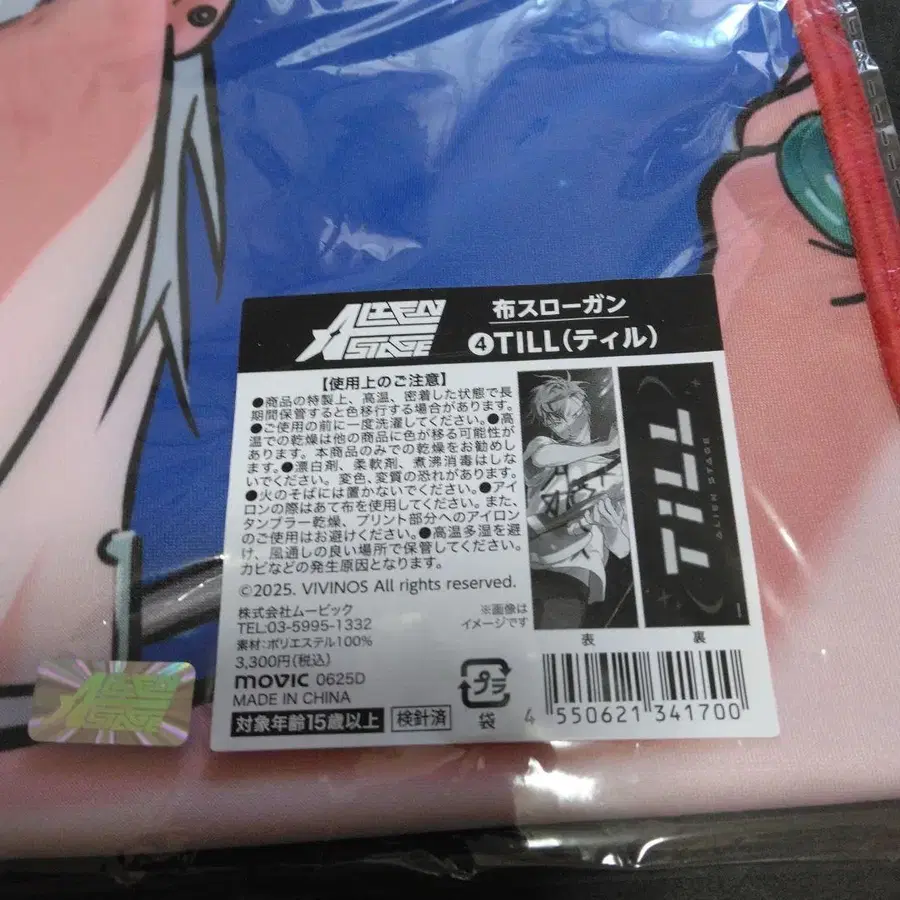 ALIEN STAGE
布スローガン
④TILL(ティル)
【使用上のご注意】
●商品の特製上、高温、密着した状態で長
期間保管すると色移行する場合があります。
●ご使用の前に一度洗濯してください。●高
温での乾燥は他の商品に色が移る可能性が
あります。本商品のみでの乾燥をお勧めし
ます。●漂白剤、柔軟剤、煮沸消毒はしな
いでください。変色、変質の恐れがあります。
●火のそばには置かないでください。●アイ
ロンの際はあて布を使用してください。また、
タンブラー乾燥、プリント部分へのアイロン
のご使用はお避けください。●高温多湿を避
け、風通しの良い場所で保管してください。
カビなどの発生原因となります。
©2025. VIVINOS All rights reserved.
株式会社ムービック
TEL:03-5995-1332
素材:ポリエステル100%
3,300円(税込)
movic 0625D
MADE IN CHINA
対象年齢15歳以上
検針済
※画像は
イメージです
TILL
ALIEN STAGE
表
裏
プラ
袋
4 550621 341700
ALIEN STAGE